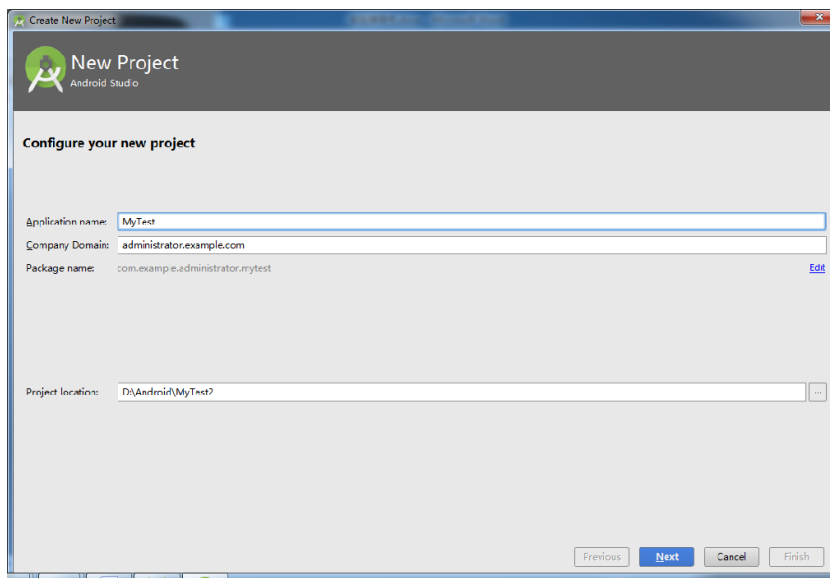 Create New Project
New Project
Android Studio
Configure your new project
Application name: MyTest
Company Domain: administrator.example.com
Package name: com.example.administrator.mytest Edit
Project location: D:\Android\MyTest2 ...
Previous Next Cancel Finish